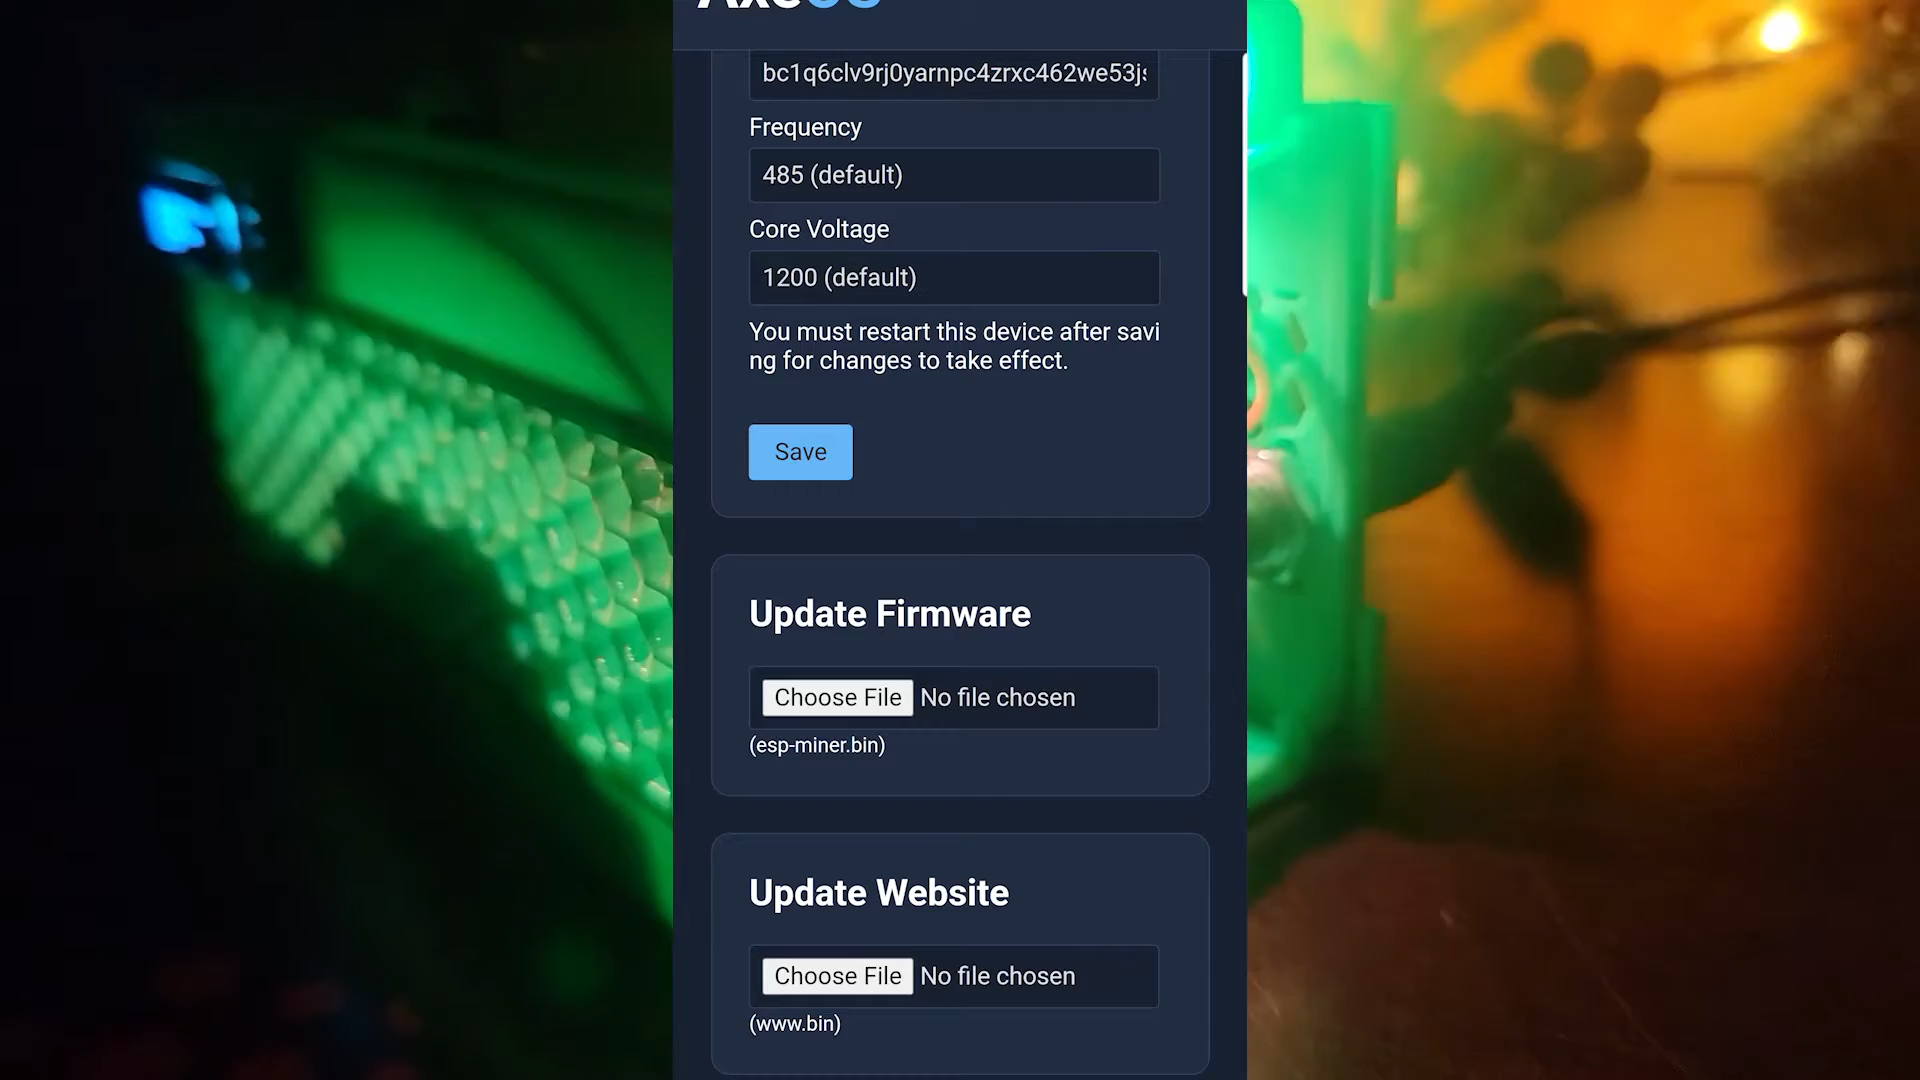 bc1q6clv9rj0yarnpc4zrxc462we53j
Frequency
485 (default)
Core Voltage
1200 (default)
You must restart this device after savi
ng for changes to take effect.
Save
Update Firmware
Choose File No file chosen
(esp-miner.bin)
Update Website
Choose File No file chosen
(www.bin)